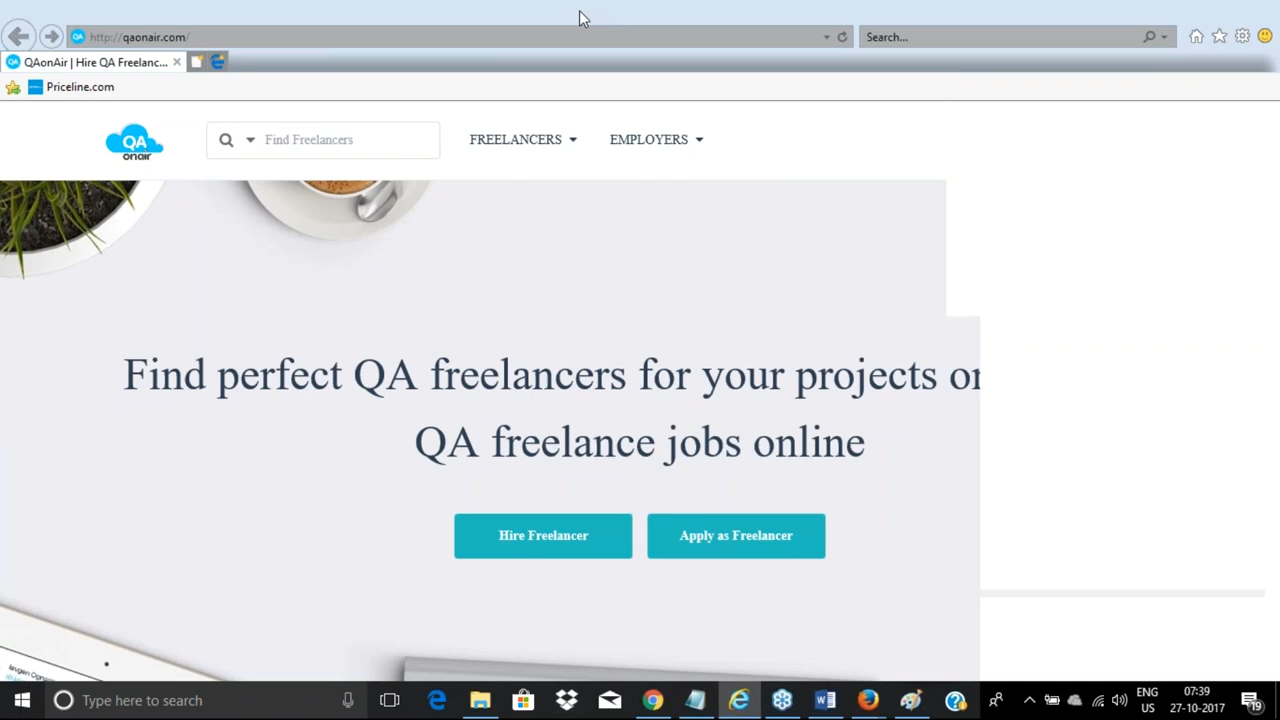 http://qaonair.com/
Search...
QAonAir | Hire QA Freelanc...
Priceline.com
QA
onair
Find Freelancers
FREELANCERS
EMPLOYERS
Find perfect QA freelancers for your projects or
QA freelance jobs online
Hire Freelancer
Apply as Freelancer
Type here to search
ENG
US
07:39
27-10-2017
19